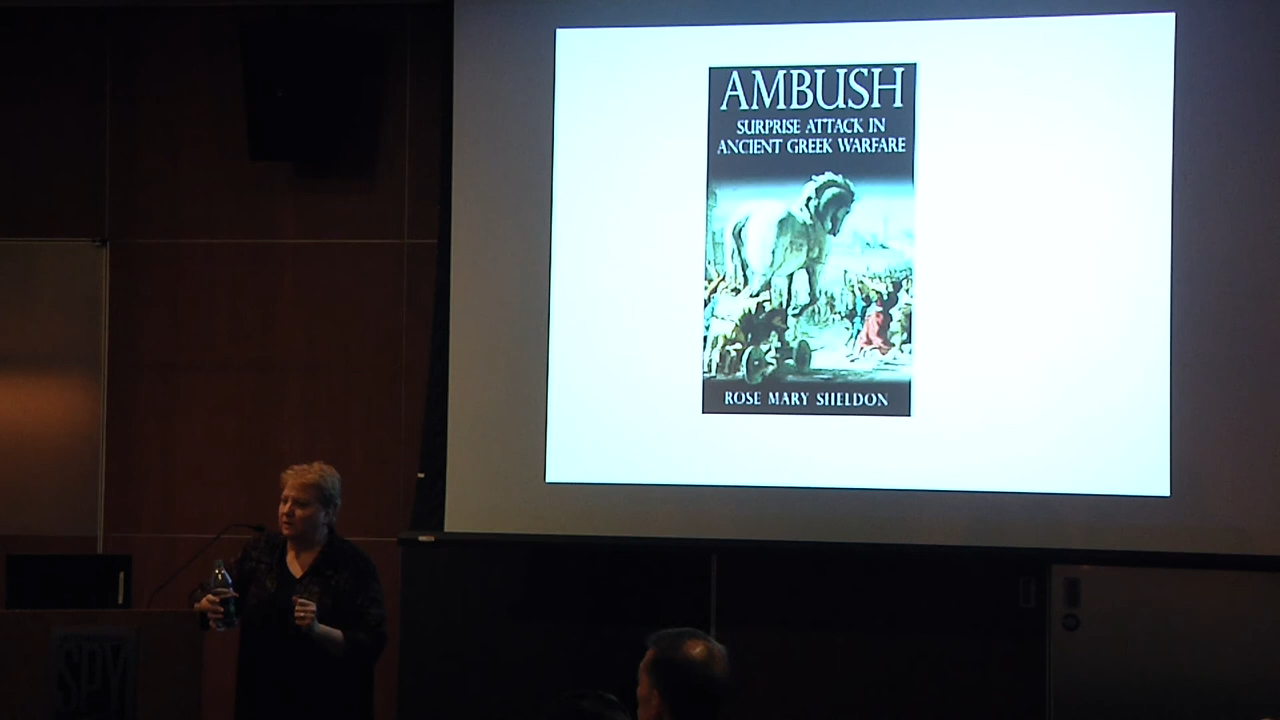 AMBUSH
SURPRISE ATTACK IN
ANCIENT GREEK WARFARE
ROSE MARY SHELDON
SPY